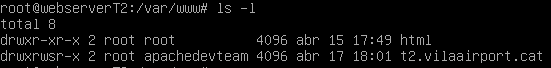 root@webserverT2:/var/www# ls -l
total 8
drwxr-xr-x 2 root root          4096 abr 15 17:49 html
drwxrwsr-x 2 root apachedevteam 4096 abr 17 18:01 t2.vilaairport.cat